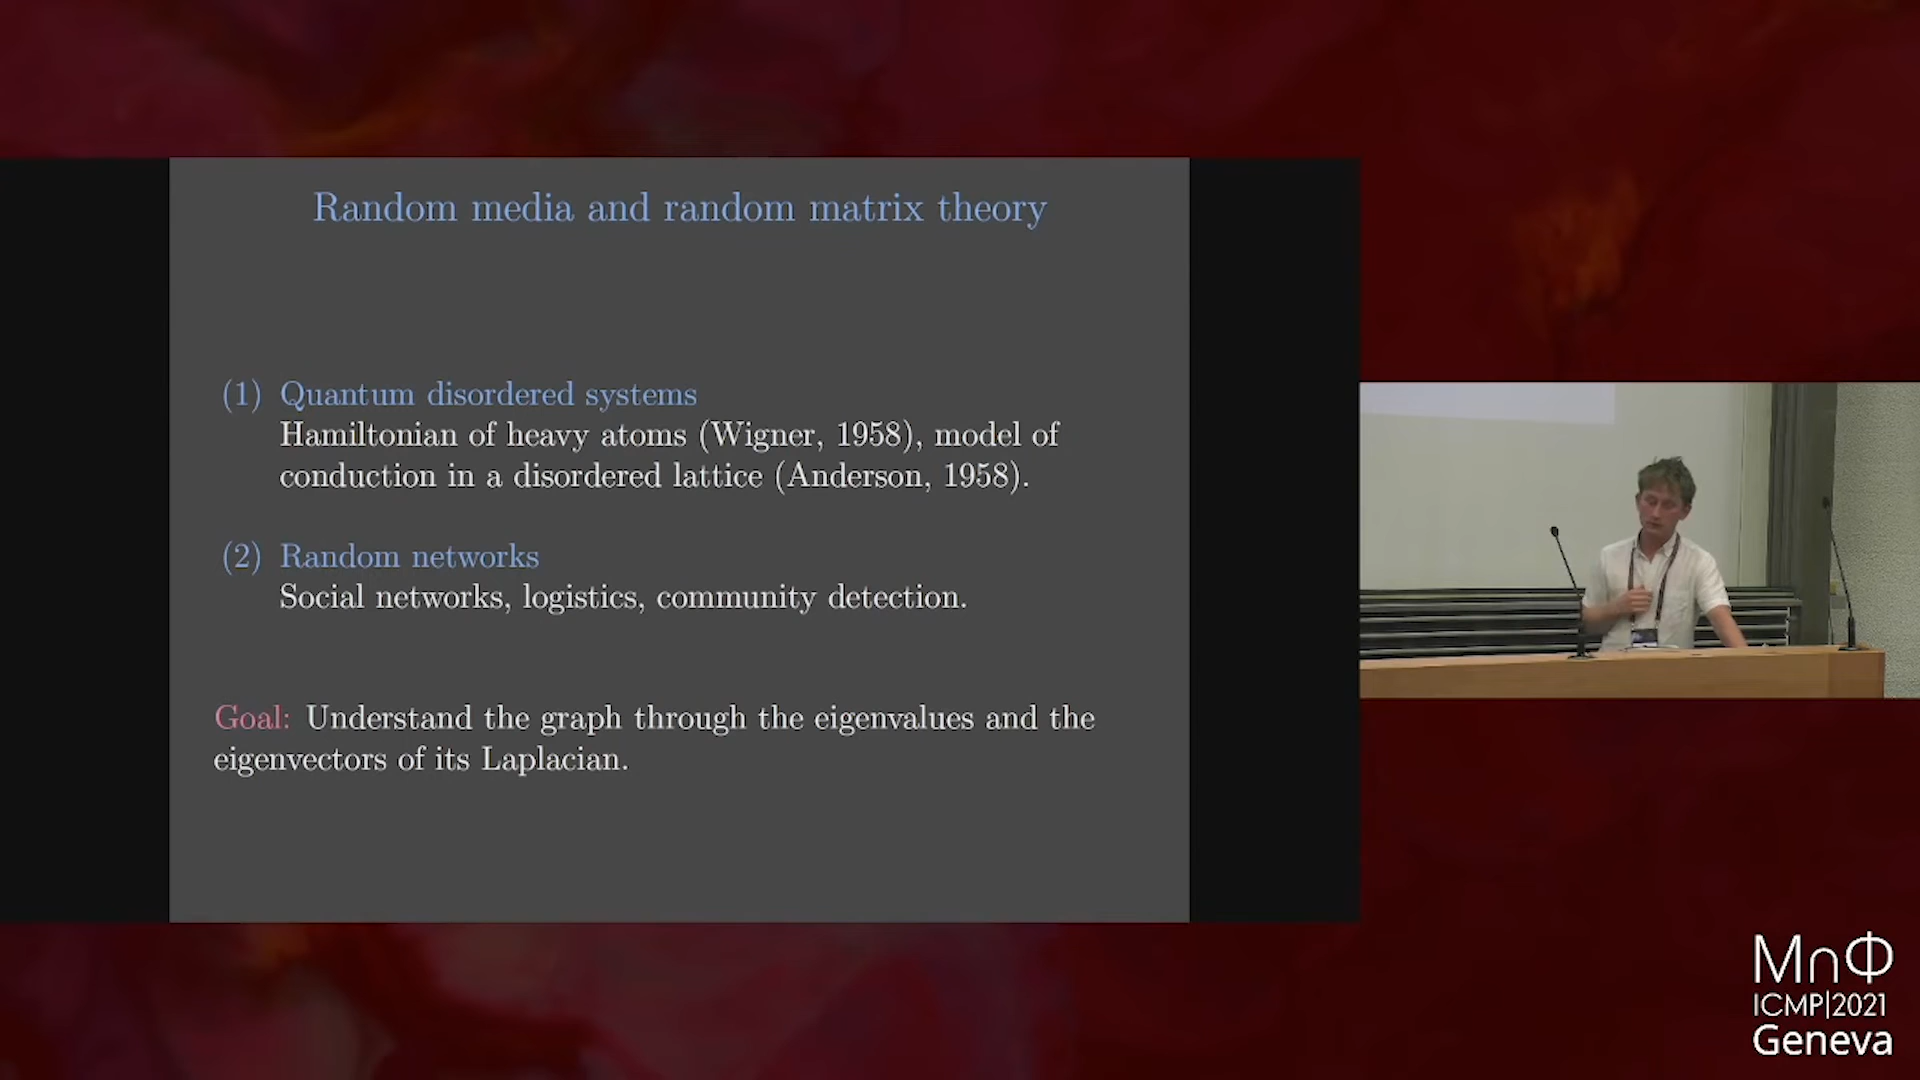 Random media and random matrix theory
(1) Quantum disordered systems
Hamiltonian of heavy atoms (Wigner, 1958), model of
conduction in a disordered lattice (Anderson, 1958).
(2) Random networks
Social networks, logistics, community detection.
Goal: Understand the graph through the eigenvalues and the
eigenvectors of its Laplacian.
M∩Φ
ICMP|2021
Geneva